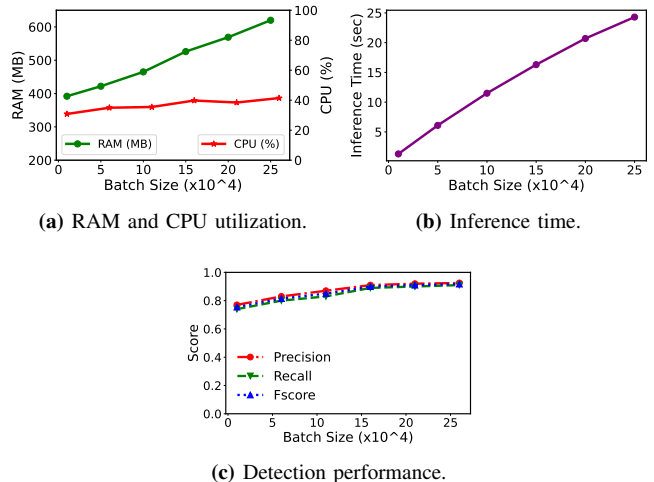 600
500
400
300
200
RAM (MB)
100
80
60
40
20
0
CPU (%)
RAM (MB)
CPU (%)
0 5 10 15 20 25
Batch Size (x10^4)
(a) RAM and CPU utilization.
25
20
15
10
5
Inference Time (sec)
0 5 10 15 20 25
Batch Size (x10^4)
(b) Inference time.
1.0
0.8
0.6
0.4
0.2
0.0
Score
Precision
Recall
Fscore
0 5 10 15 20 25
Batch Size (x10^4)
(c) Detection performance.